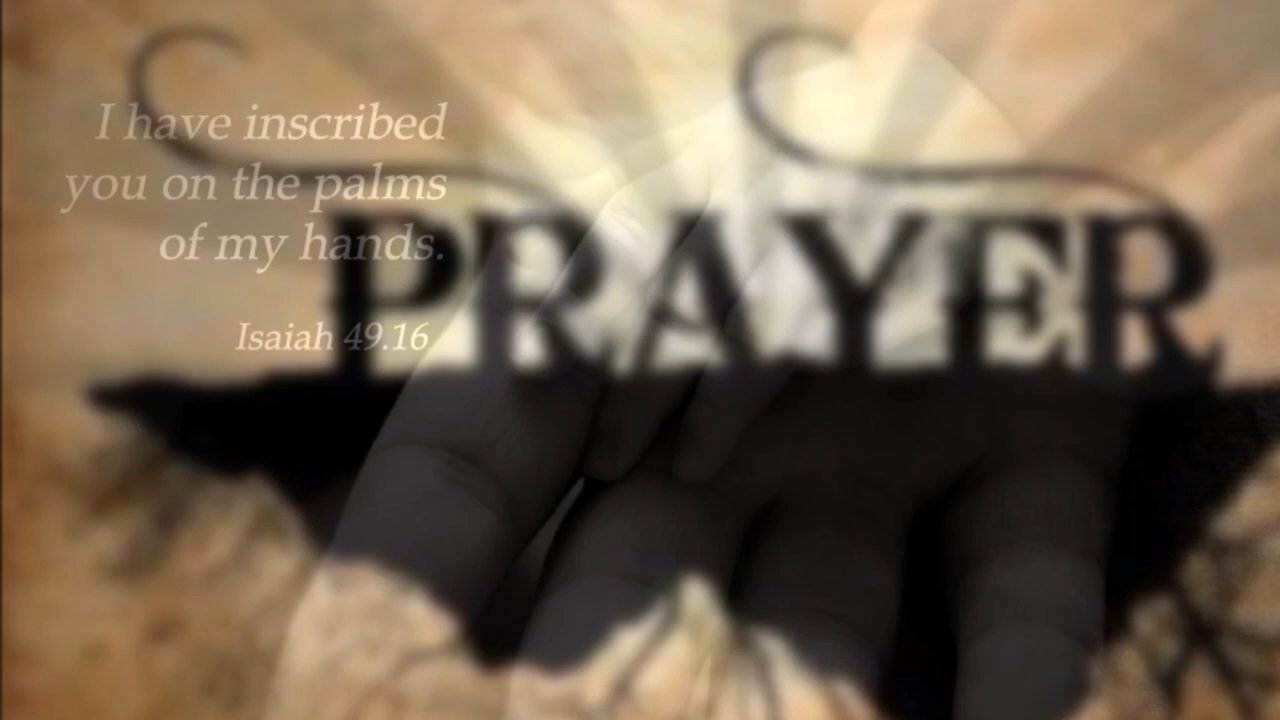 I have inscribed
you on the palms
of my hands.
Isaiah 49.16
PRAYER